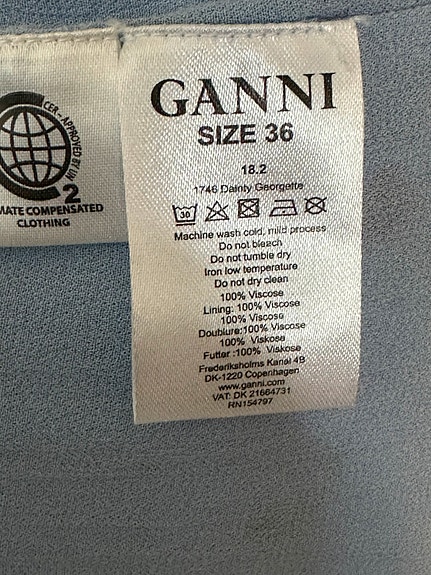 CER - APPROVED BY UN
2
MATE COMPENSATED
CLOTHING
GANNI
SIZE 36
18.2
1746 Dainty Georgette
30
Machine wash cold, mild process
Do not bleach
Do not tumble dry
Iron low temperature
Do not dry clean
100% Viscose
Lining: 100% Viscose
100% Viscose
Doublure:100% Viscose
100% Viskose
Futter :100% Viskose
Frederiksholms Kanal 4B
DK-1220 Copenhagen
www.ganni.com
VAT: DK 21664731
RN154797